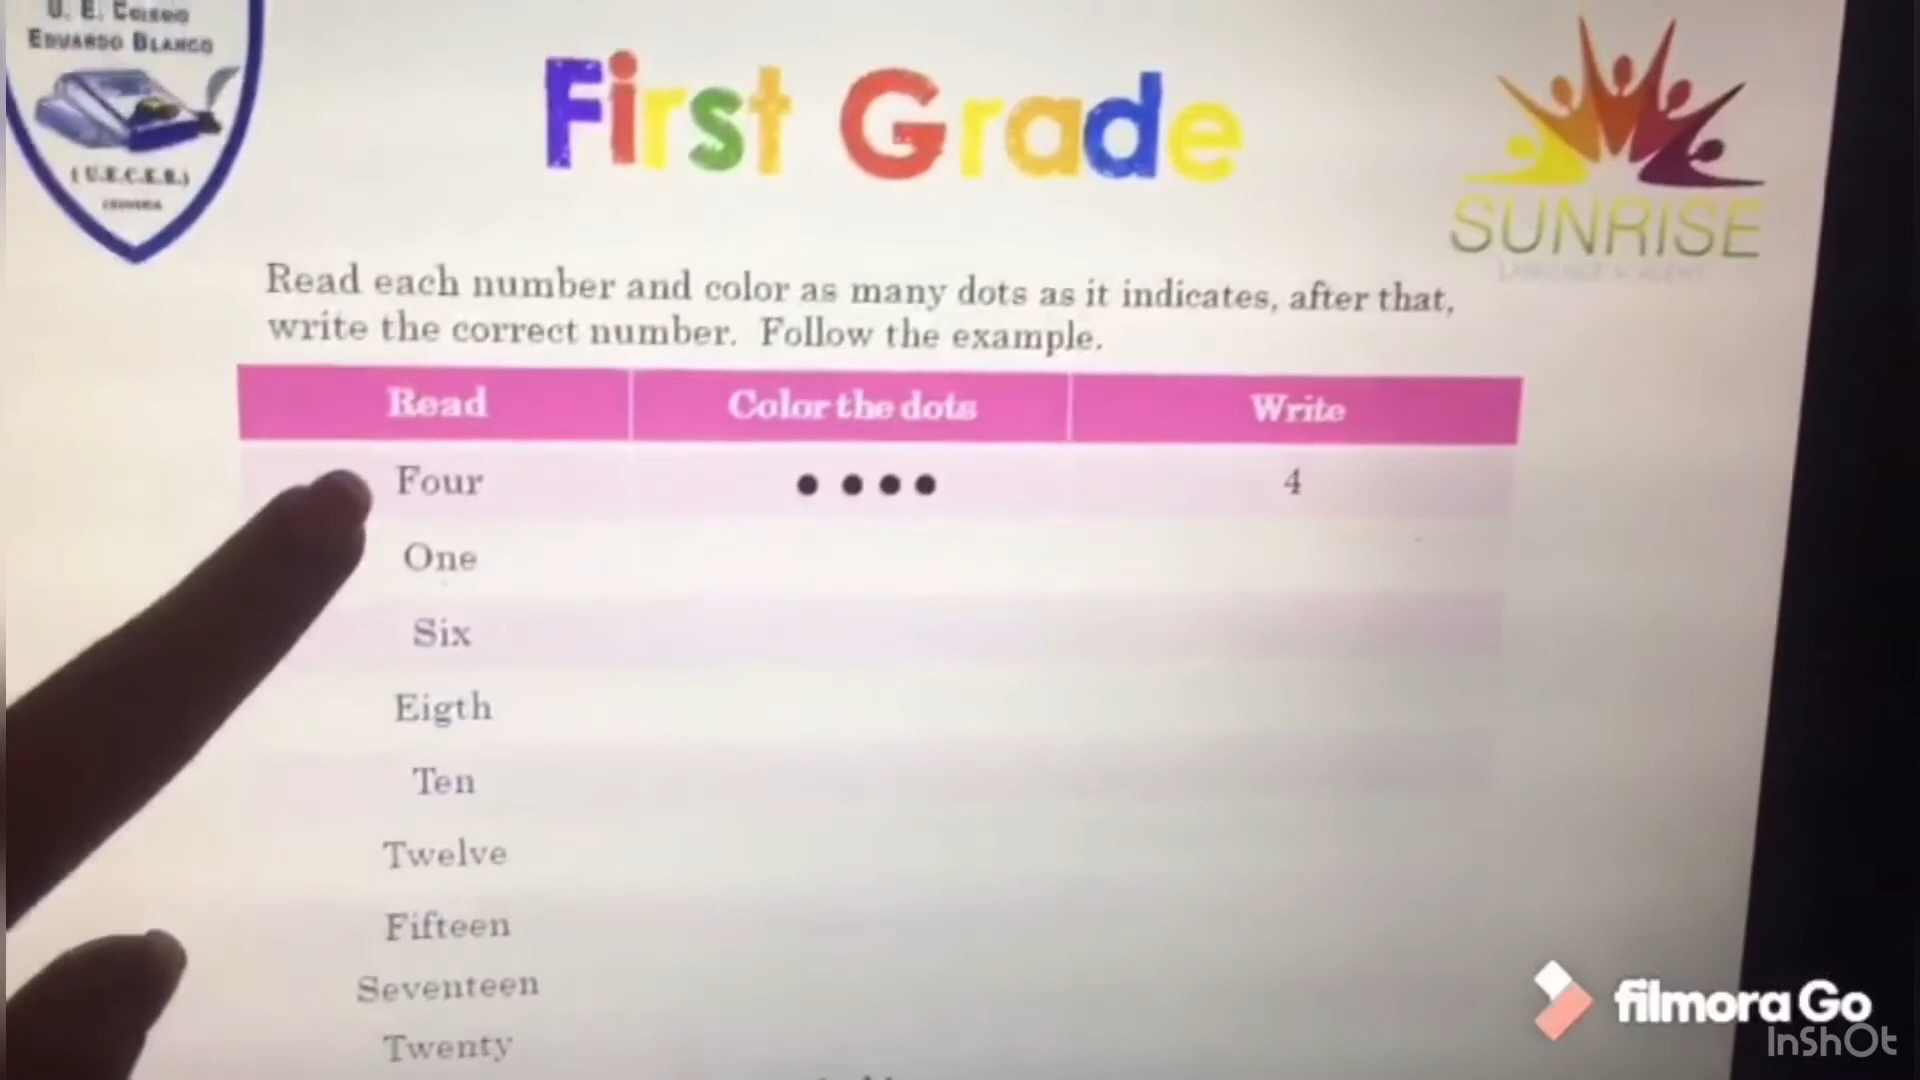 U. E. Colegio
EDUARDO BLANCO
(U.E.C.E.B.)
First Grade
SUNRISE
Read each number and color as many dots as it indicates, after that,
write the correct number. Follow the example.
Read Color the dots Write
Four 4
One
Six
Eigth
Ten
Twelve
Fifteen
Seventeen
Twenty
filmora Go
InShOt